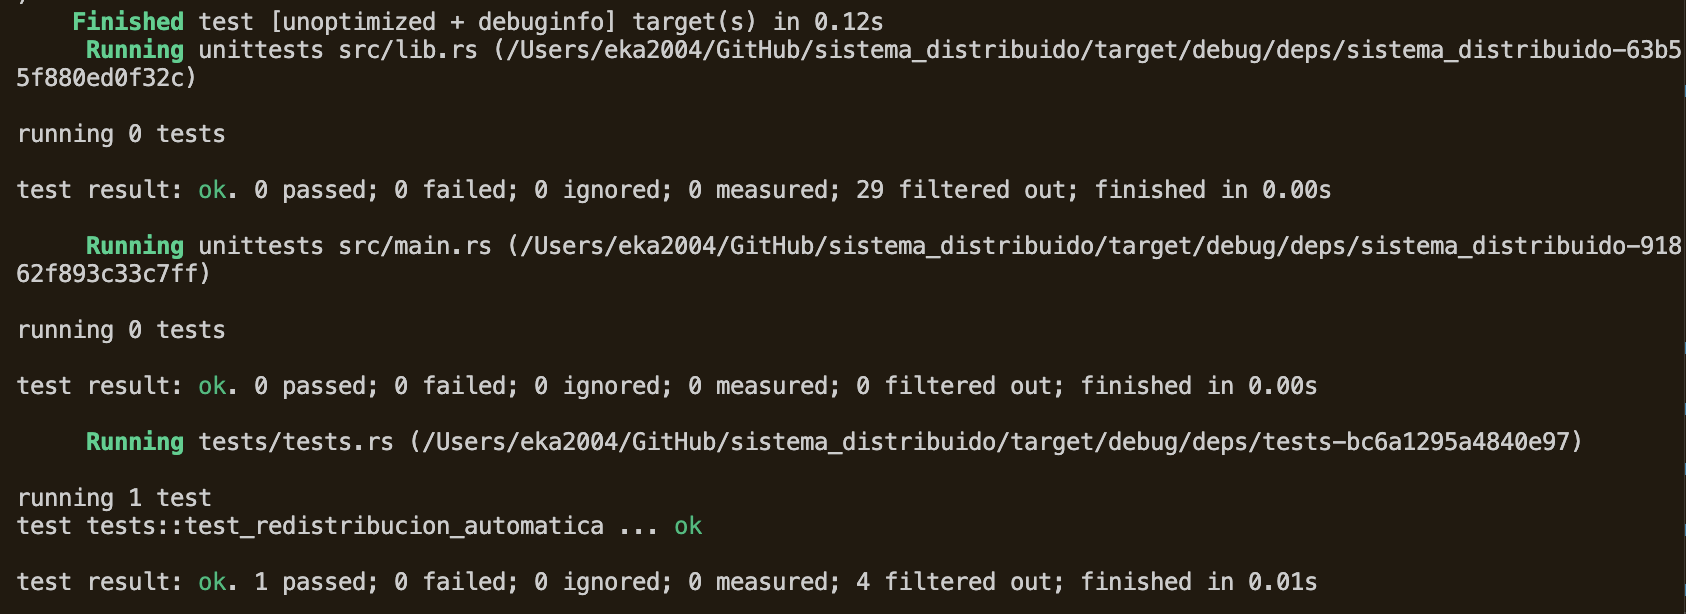 Finished test [unoptimized + debuginfo] target(s) in 0.12s
Running unittests src/lib.rs (/Users/eka2004/GitHub/sistema_distribuido/target/debug/deps/sistema_distribuido-63b5
5f880ed0f32c)
running 0 tests
test result: ok. 0 passed; 0 failed; 0 ignored; 0 measured; 29 filtered out; finished in 0.00s
Running unittests src/main.rs (/Users/eka2004/GitHub/sistema_distribuido/target/debug/deps/sistema_distribuido-918
62f893c33c7ff)
running 0 tests
test result: ok. 0 passed; 0 failed; 0 ignored; 0 measured; 0 filtered out; finished in 0.00s
Running tests/tests.rs (/Users/eka2004/GitHub/sistema_distribuido/target/debug/deps/tests-bc6a1295a4840e97)
running 1 test
test tests::test_redistribucion_automatica ... ok
test result: ok. 1 passed; 0 failed; 0 ignored; 0 measured; 4 filtered out; finished in 0.01s